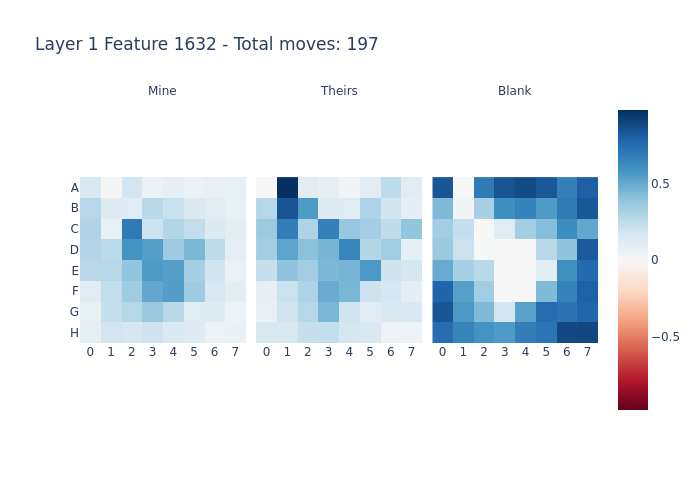 Layer 1 Feature 1632 - Total moves: 197
Mine Theirs Blank
A
B
C
D
E
F
G
H
0 1 2 3 4 5 6 7 0 1 2 3 4 5 6 7 0 1 2 3 4 5 6 7
0.5
0
−0.5